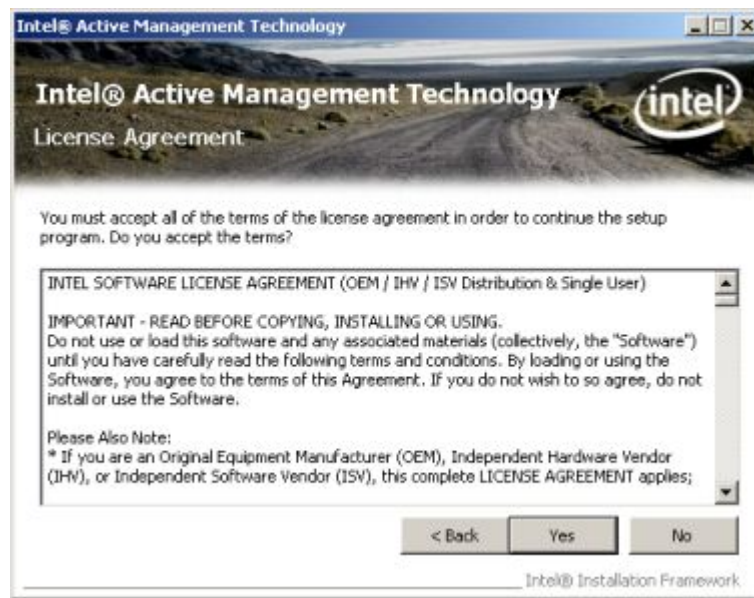 Intel® Active Management Technology
Intel® Active Management Technology
intel
License Agreement
You must accept all of the terms of the license agreement in order to continue the setup
program. Do you accept the terms?
INTEL SOFTWARE LICENSE AGREEMENT (OEM / IHV / ISV Distribution & Single User)
IMPORTANT - READ BEFORE COPYING, INSTALLING OR USING.
Do not use or load this software and any associated materials (collectively, the "Software")
until you have carefully read the following terms and conditions. By loading or using the
Software, you agree to the terms of this Agreement. If you do not wish to so agree, do not
install or use the Software.
Please Also Note:
* If you are an Original Equipment Manufacturer (OEM), Independent Hardware Vendor
(IHV), or Independent Software Vendor (ISV), this complete LICENSE AGREEMENT applies;
< Back Yes No
Intel® Installation Framework